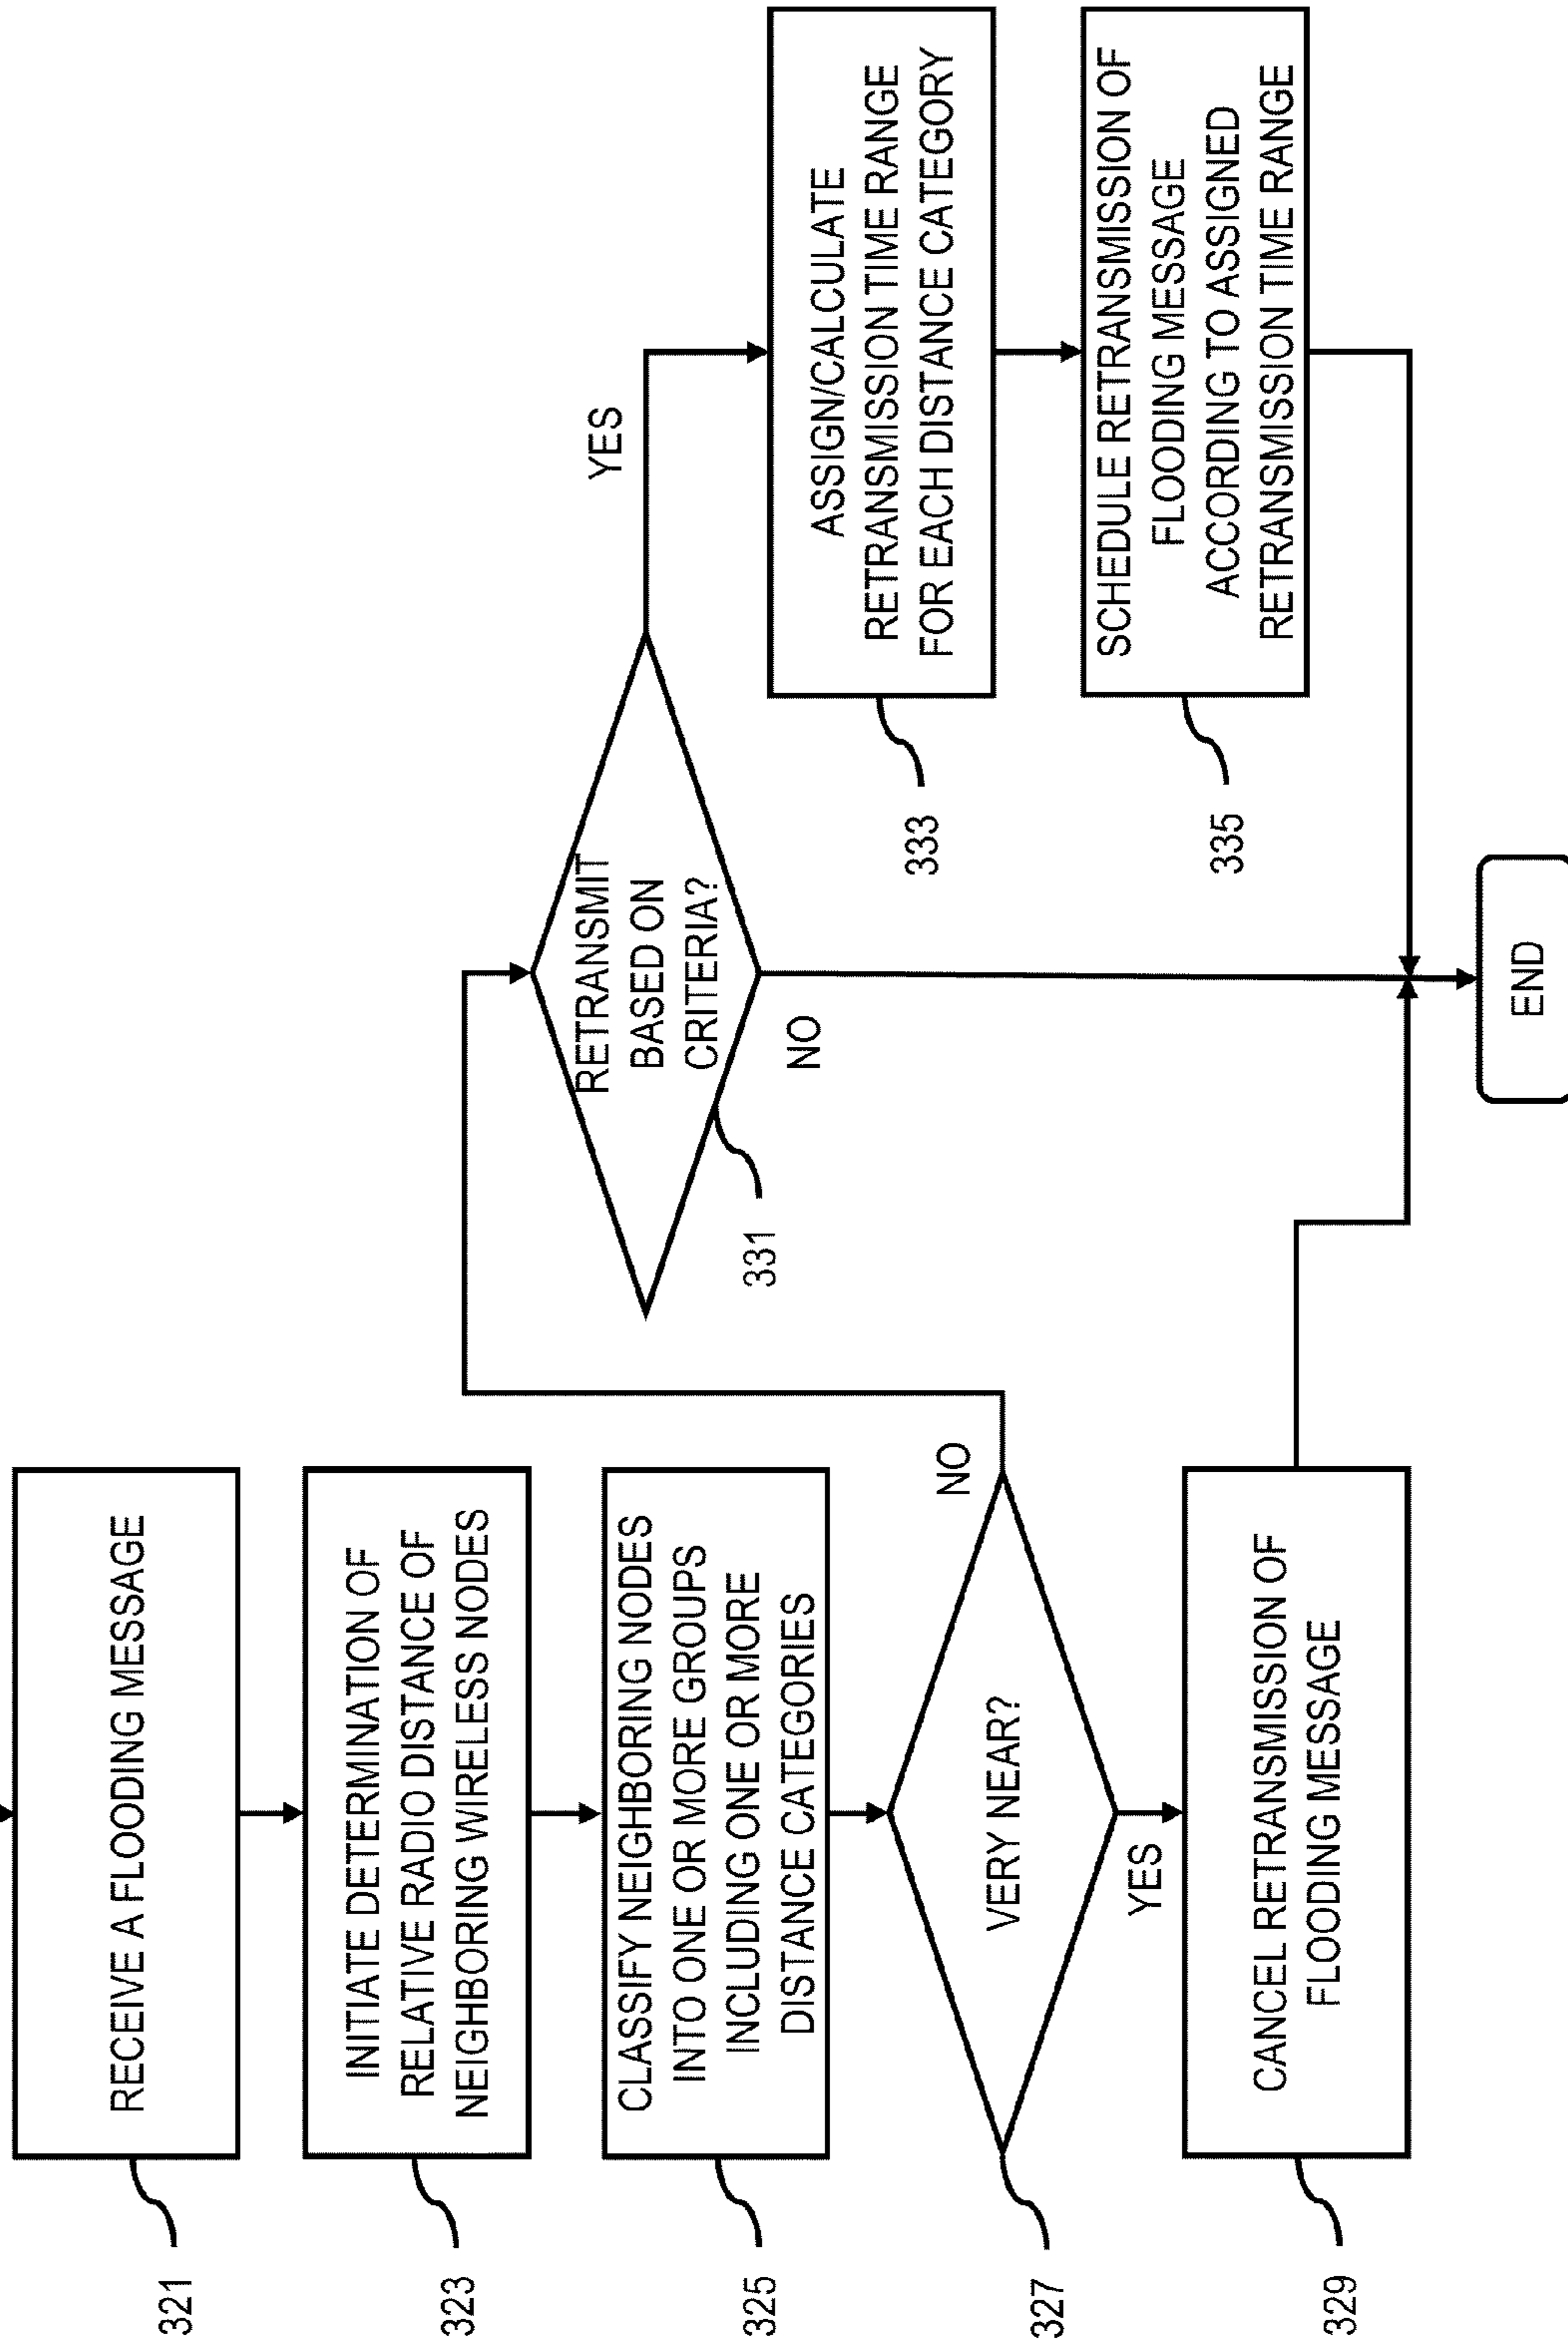 RECEIVE A FLOODING MESSAGE
321
INITIATE DETERMINATION OF
RELATIVE RADIO DISTANCE OF
NEIGHBORING WIRELESS NODES
323
CLASSIFY NEIGHBORING NODES
INTO ONE OR MORE GROUPS
INCLUDING ONE OR MORE
DISTANCE CATEGORIES
325
VERY NEAR?
NO
YES
327
CANCEL RETRANSMISSION OF
FLOODING MESSAGE
329
RETRANSMIT
BASED ON
CRITERIA?
YES
NO
331
ASSIGN/CALCULATE
RETRANSMISSION TIME RANGE
FOR EACH DISTANCE CATEGORY
333
SCHEDULE RETRANSMISSION OF
FLOODING MESSAGE
ACCORDING TO ASSIGNED
RETRANSMISSION TIME RANGE
335
END